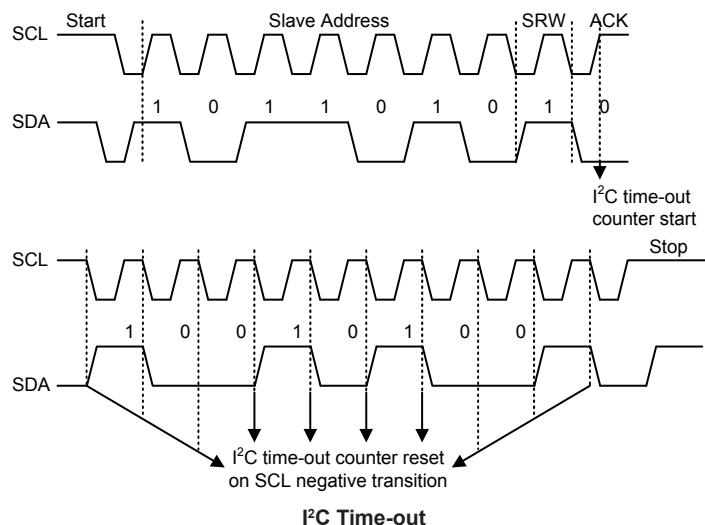 Start Slave Address SRW ACK
SCL
1 0 1 1 0 1 0 1 0
SDA
I²C time-out
counter start
Stop
SCL
1 0 0 1 0 1 0 0
SDA
I²C time-out counter reset
on SCL negative transition
I²C Time-out